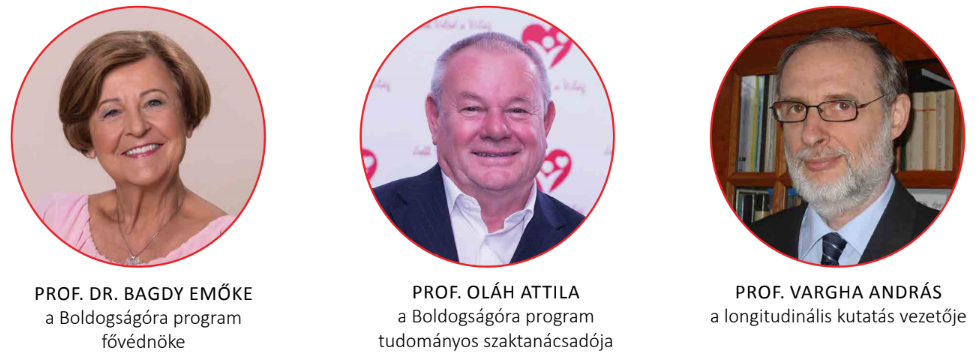 PROF. DR. BAGDY EMŐKE
a Boldogságóra program
fővédnöke
PROF. OLÁH ATTILA
a Boldogságóra program
tudományos szaktanácsadója
PROF. VARGHA ANDRÁS
a longitudinális kutatás vezetője